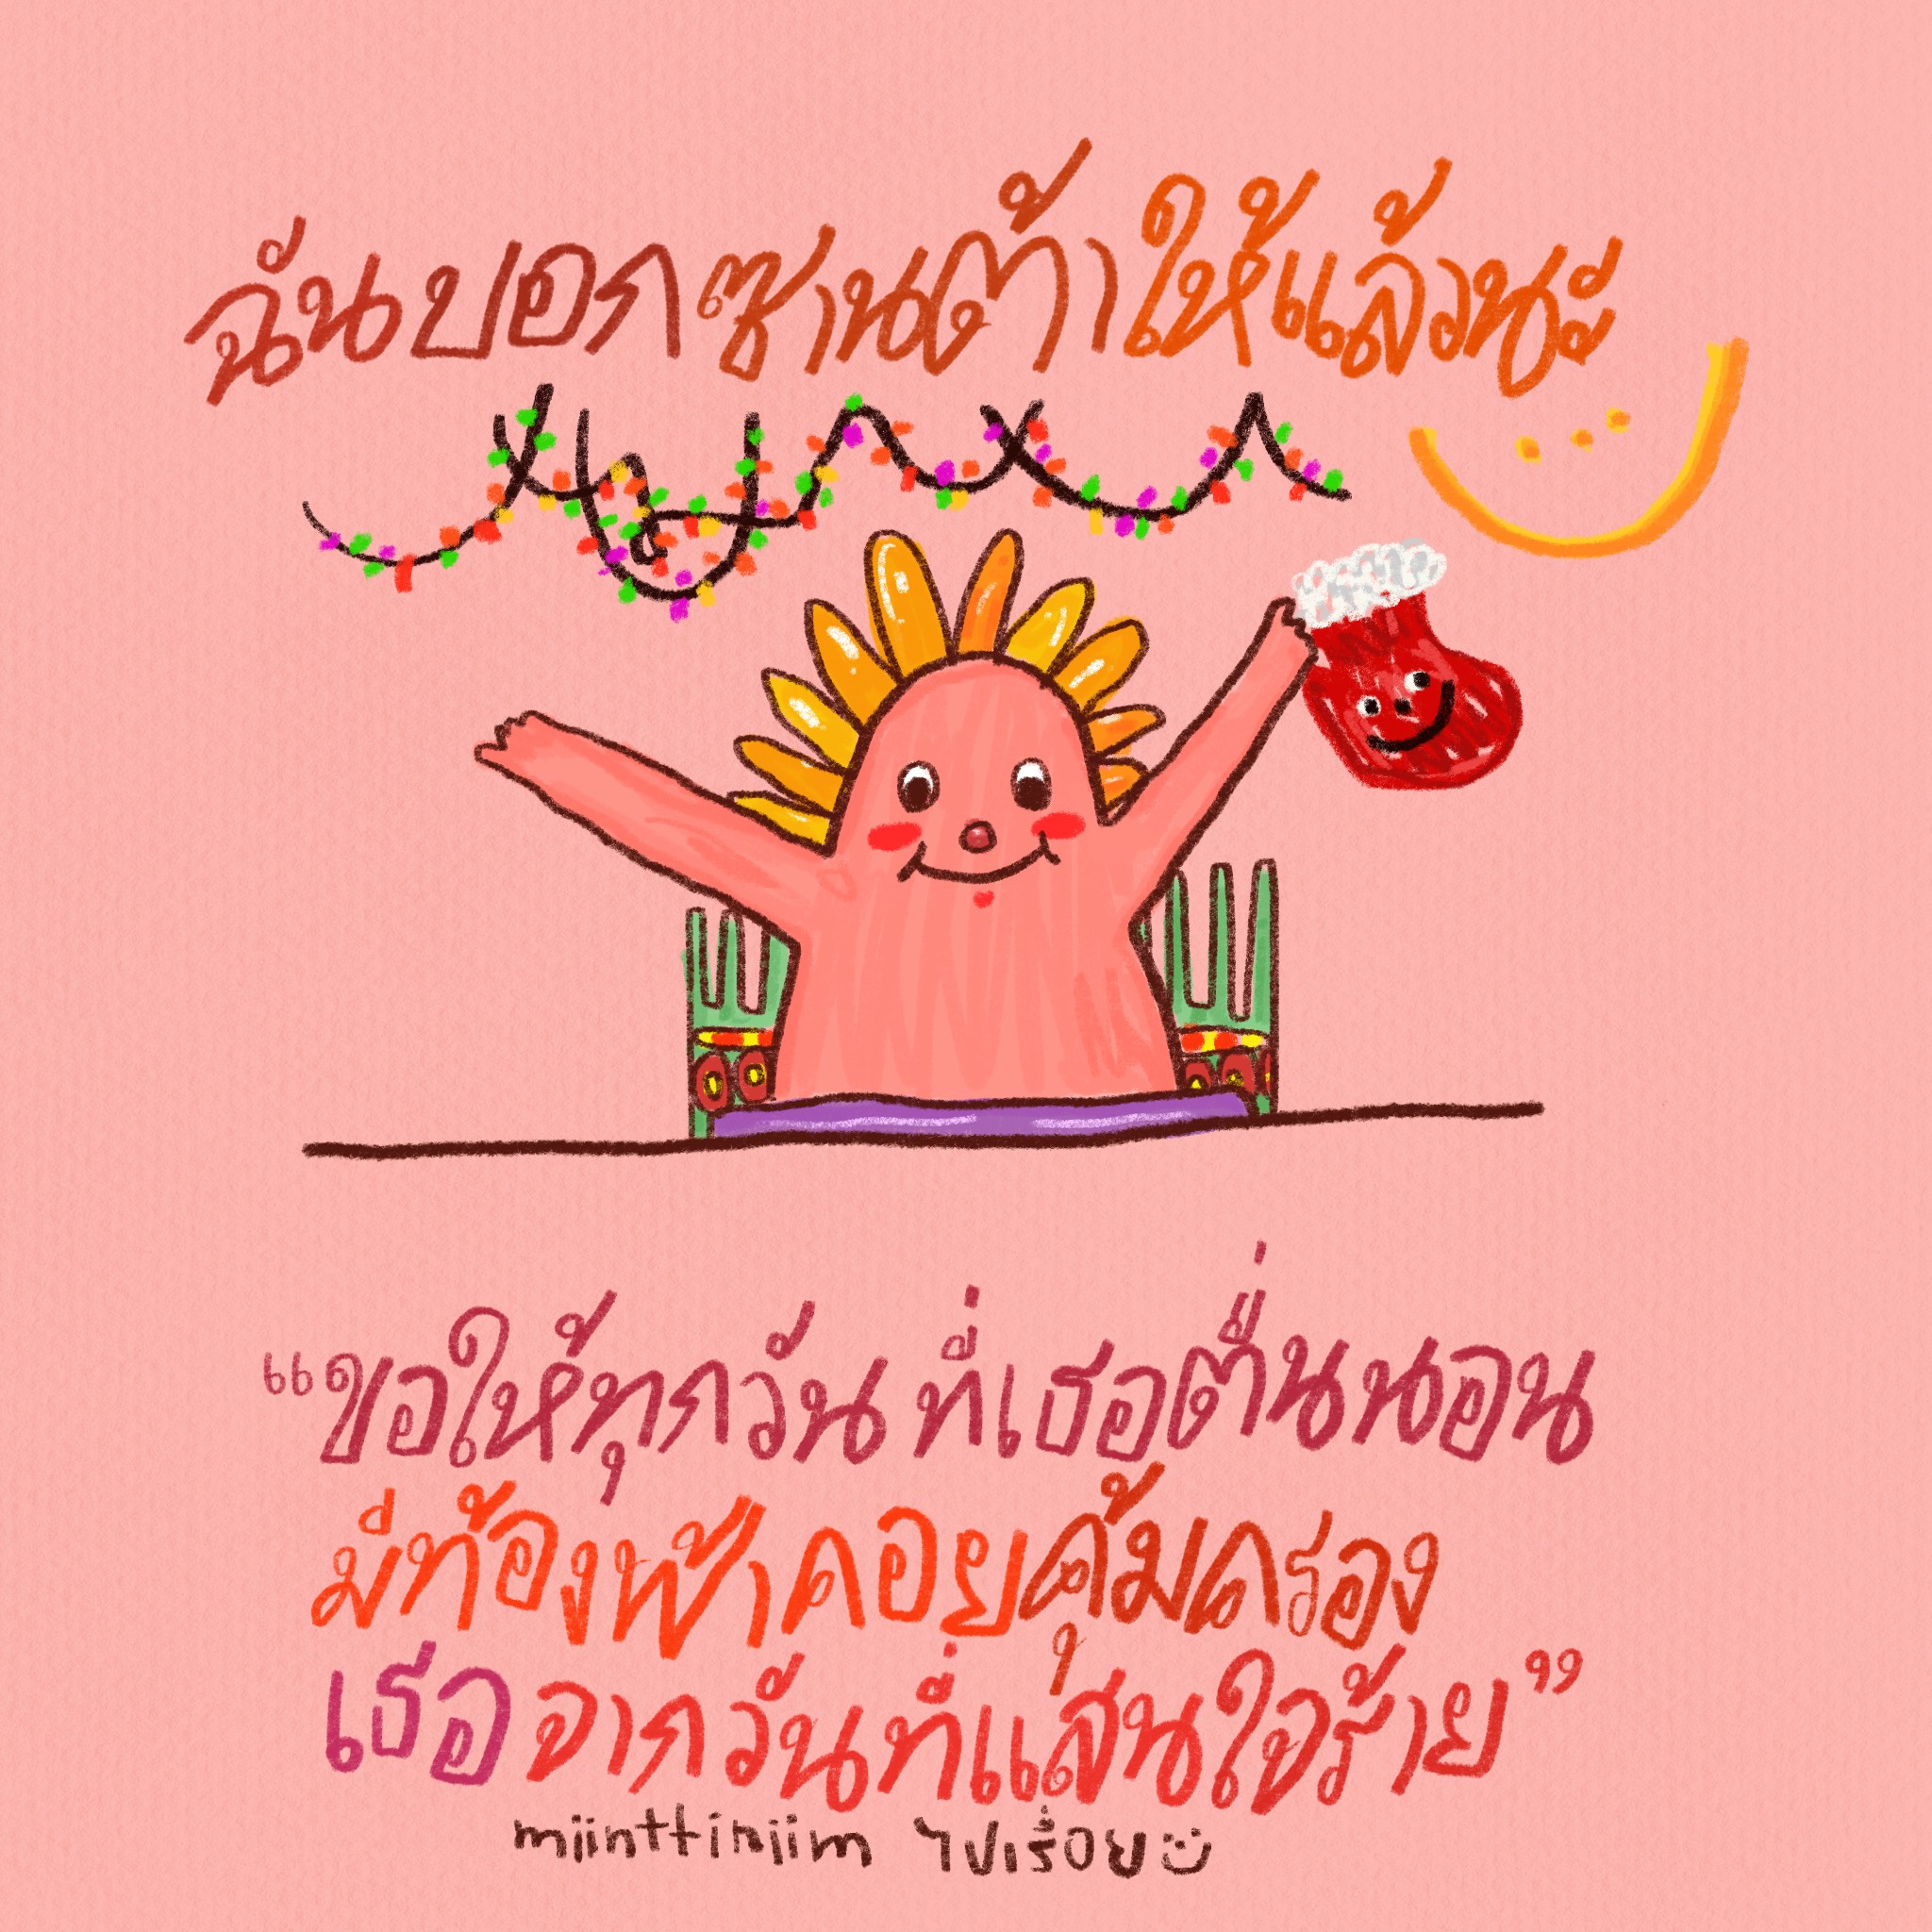 ฉันบอกซานต้าให้แล้วนะ
“ขอให้ทุกวัน ที่เธอตื่นนอน
มีท้องฟ้าคอยคุ้มครอง
เธอ จากวันที่แสนใจร้าย”
miinttiniim ไปเรื่อย